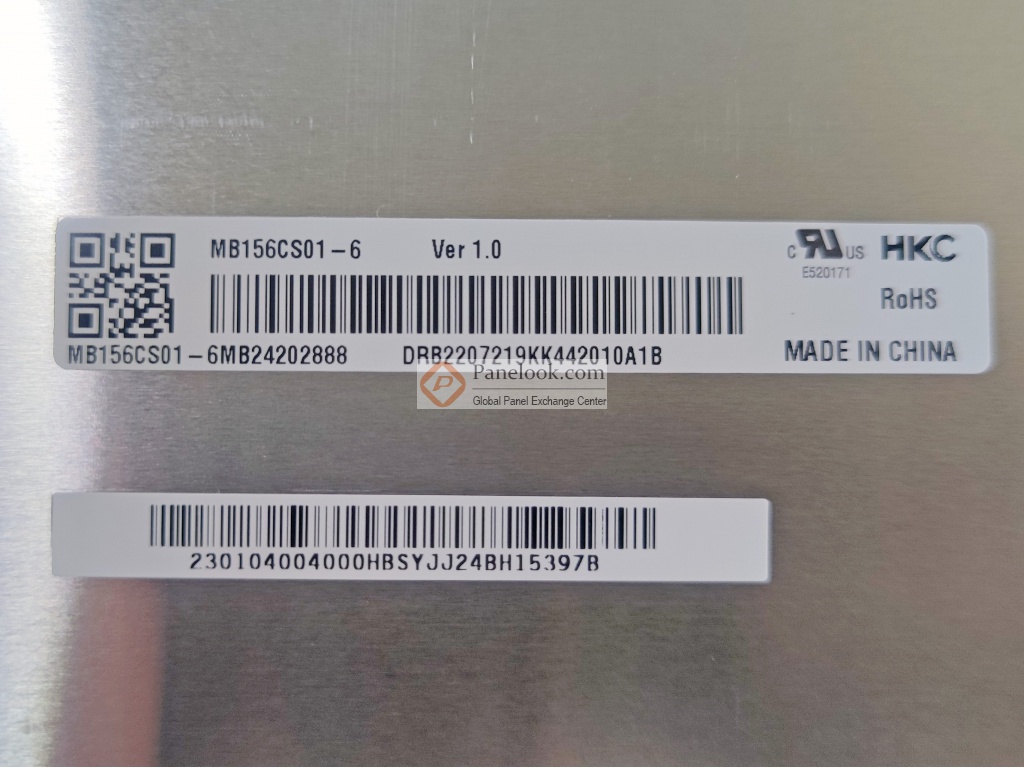 MB156CS01-6 Ver 1.0
C RU US HKC
E520171
RoHS
MB156CS01-6MB24202888 DRB2207219KK442010A1B MADE IN CHINA
Panelook.com
Global Panel Exchange Center
230104004000HBSYJJ24BH15397B